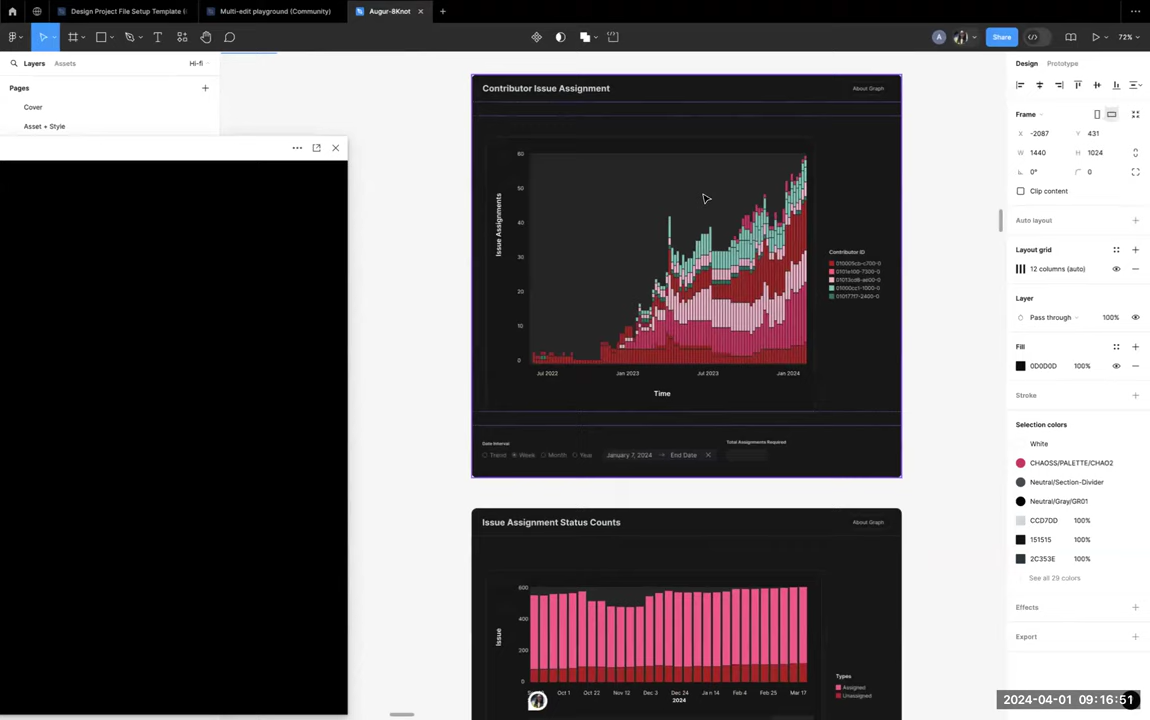 Design Project File Setup Template (
Multi-edit playground (Community)
Augur-8Knot
A
Share
72%
Layers
Assets
Hi-fi
Pages
Cover
Asset + Style
Contributor Issue Assignment
About Graph
60
50
40
30
20
10
0
Issue Assignments
Jul 2022
Jan 2023
Jul 2023
Jan 2024
Time
Contributor ID
Date Interval
Trend
Week
Month
Year
January 7, 2024
End Date
Total Assignments Required
Issue Assignment Status Counts
About Graph
600
400
200
0
Issue
Oct 1
Oct 22
Nov 12
Dec 3
Dec 24
Ja n 14
Feb 4
Feb 25
Mar 17
2024
Types
Assigned
Unassigned
Design
Prototype
Frame
X -2087
Y 431
W 1440
H 1024
0°
0
Clip content
Auto layout
Layout grid
12 columns (auto)
Layer
Pass through
100%
Fill
0D0D0D 100%
Stroke
Selection colors
White
CHAOSS/PALETTE/CHAO2
Neutral/Section-Divider
Neutral/Gray/GR01
CCD7DD 100%
151515 100%
2C353E 100%
See all 29 colors
Effects
Export
2024-04-01 09:16:51